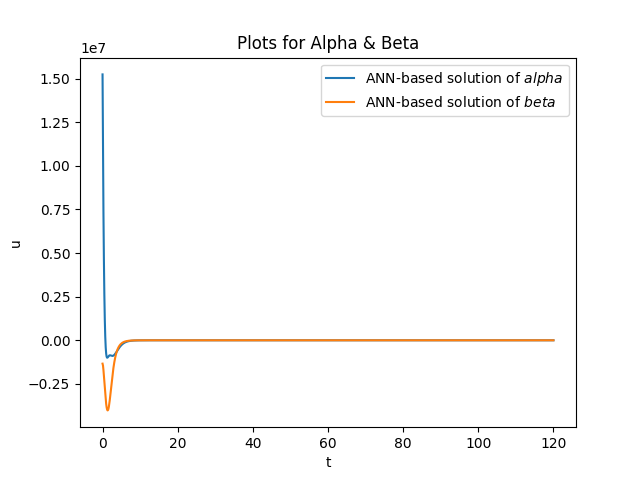 Plots for Alpha & Beta
1e7
ANN-based solution of alpha
ANN-based solution of beta
1.50
1.25
1.00
0.75
0.50
0.25
0.00
−0.25
u
0 20 40 60 80 100 120
t